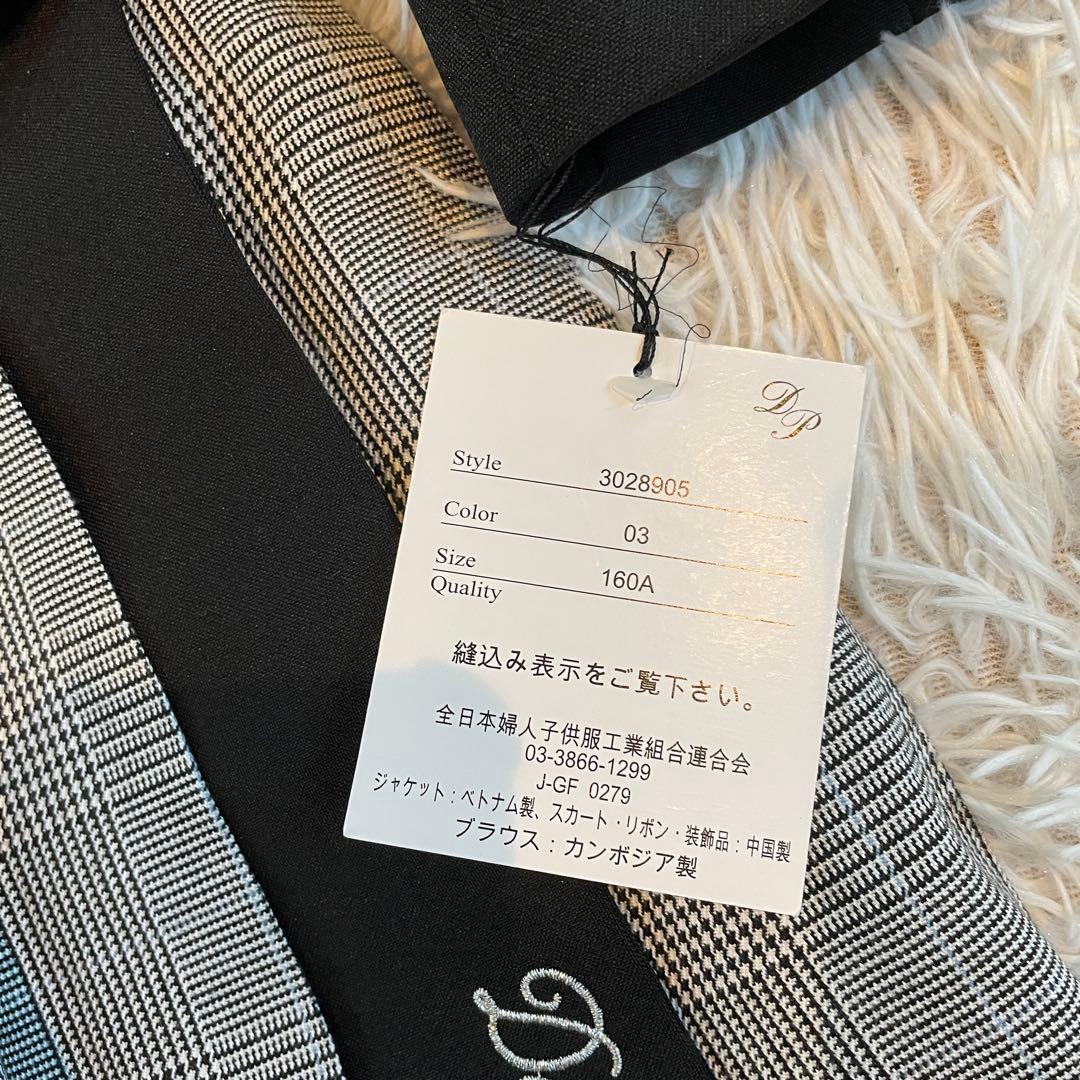 DP
Style 3028905
Color 03
Size 160A
Quality
縫込み表示をご覧下さい。
全日本婦人子供服工業組合連合会
03-3866-1299
J-GF 0279
ジャケット：ベトナム製、スカート・リボン・装飾品：中国製
ブラウス：カンボジア製
D